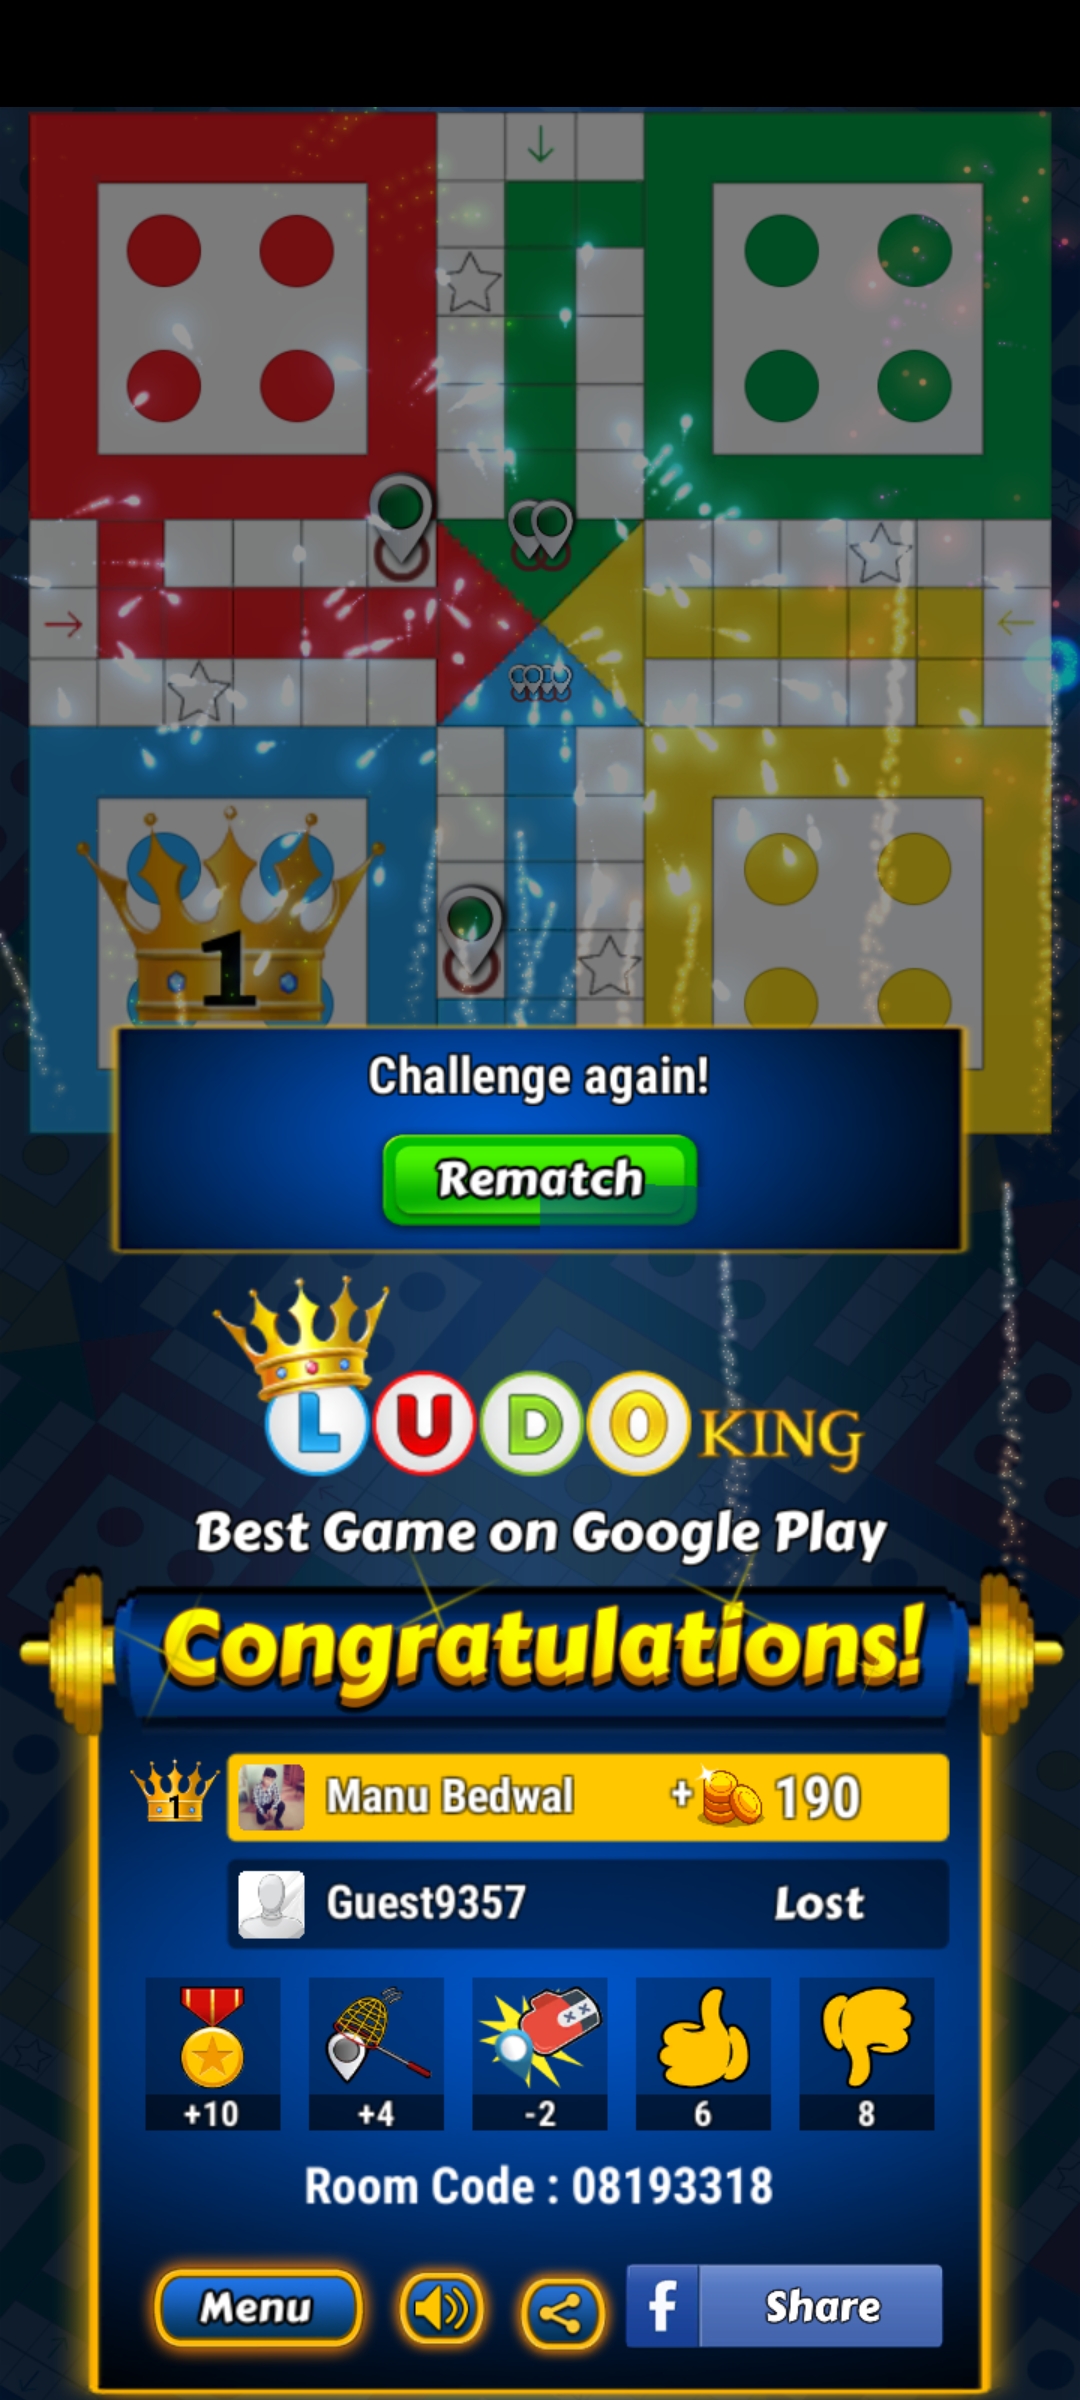 1
Challenge again!
Rematch
LUDO KING
Best Game on Google Play
Congratulations!
1 Manu Bedwal + 190
Guest9357 Lost
+10 +4 -2 6 8
Room Code : 08193318
Menu f Share